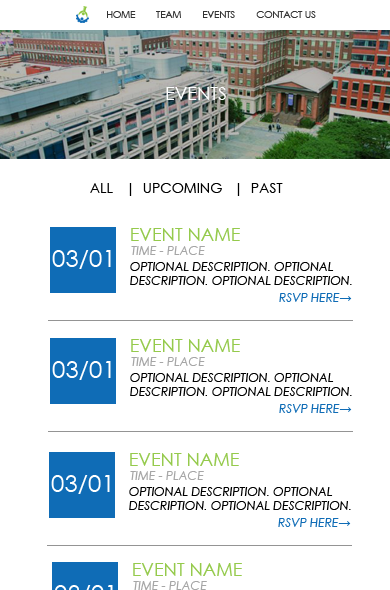 HOME TEAM EVENTS CONTACT US
EVENTS
ALL | UPCOMING | PAST
03/01
EVENT NAME
TIME - PLACE
OPTIONAL DESCRIPTION. OPTIONAL
DESCRIPTION. OPTIONAL DESCRIPTION.
RSVP HERE→
03/01
EVENT NAME
TIME - PLACE
OPTIONAL DESCRIPTION. OPTIONAL
DESCRIPTION. OPTIONAL DESCRIPTION.
RSVP HERE→
03/01
EVENT NAME
TIME - PLACE
OPTIONAL DESCRIPTION. OPTIONAL
DESCRIPTION. OPTIONAL DESCRIPTION.
RSVP HERE→
EVENT NAME
TIME - PLACE